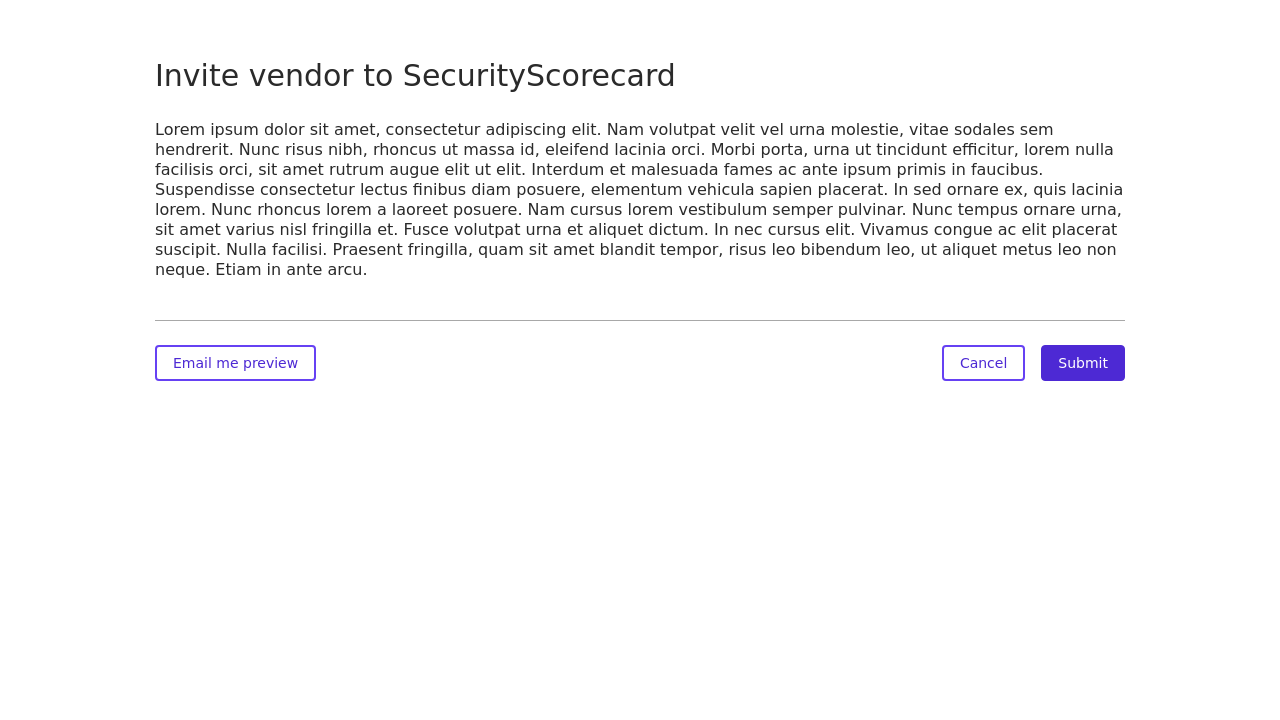 Invite vendor to SecurityScorecard
Lorem ipsum dolor sit amet, consectetur adipiscing elit. Nam volutpat velit vel urna molestie, vitae sodales sem
hendrerit. Nunc risus nibh, rhoncus ut massa id, eleifend lacinia orci. Morbi porta, urna ut tincidunt efficitur, lorem nulla
facilisis orci, sit amet rutrum augue elit ut elit. Interdum et malesuada fames ac ante ipsum primis in faucibus.
Suspendisse consectetur lectus finibus diam posuere, elementum vehicula sapien placerat. In sed ornare ex, quis lacinia
lorem. Nunc rhoncus lorem a laoreet posuere. Nam cursus lorem vestibulum semper pulvinar. Nunc tempus ornare urna,
sit amet varius nisl fringilla et. Fusce volutpat urna et aliquet dictum. In nec cursus elit. Vivamus congue ac elit placerat
suscipit. Nulla facilisi. Praesent fringilla, quam sit amet blandit tempor, risus leo bibendum leo, ut aliquet metus leo non
neque. Etiam in ante arcu.
Email me preview
Cancel
Submit